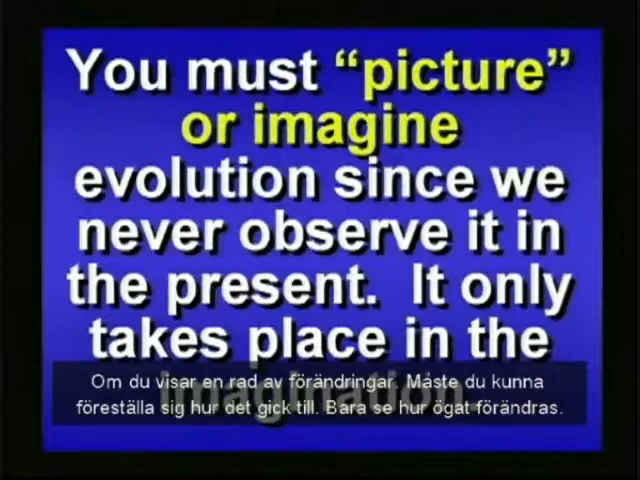 You must “picture”
or imagine
evolution since we
never observe it in
the present. It only
takes place in the
imagination.
Om du visar en rad av förändringar. Måste du kunna
föreställa sig hur det gick till. Bara se hur ögat förändras.